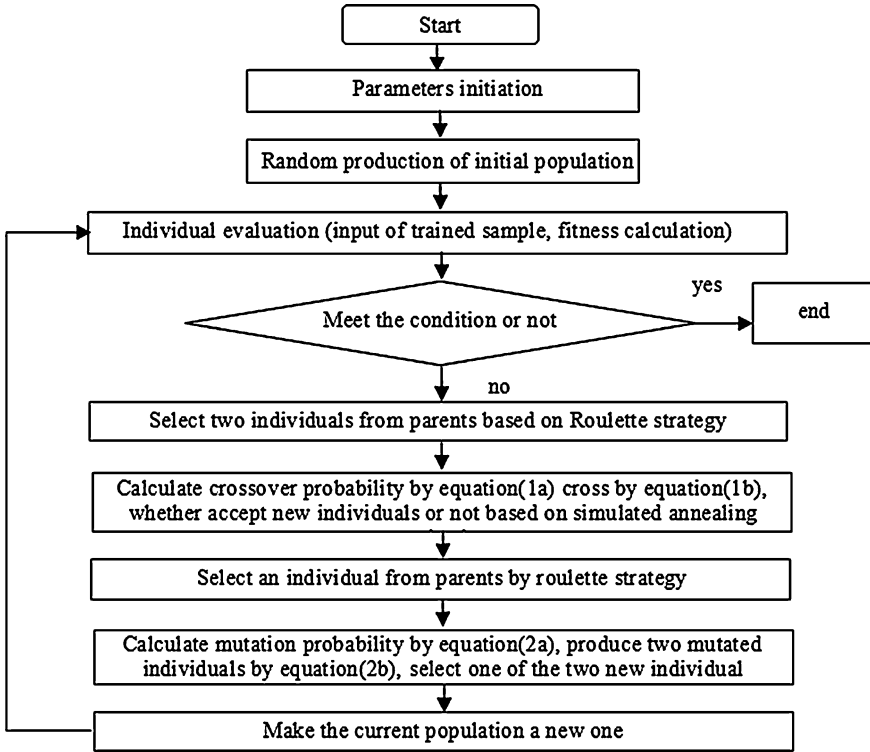 Start
Parameters initiation
Random production of initial population
Individual evaluation (input of trained sample, fitness calculation)
yes
Meet the condition or not
end
no
Select two individuals from parents based on Roulette strategy
Calculate crossover probability by equation(1a) cross by equation(1b),
whether accept new individuals or not based on simulated annealing
Select an individual from parents by roulette strategy
Calculate mutation probability by equation(2a), produce two mutated
individuals by equation(2b), select one of the two new individual
Make the current population a new one